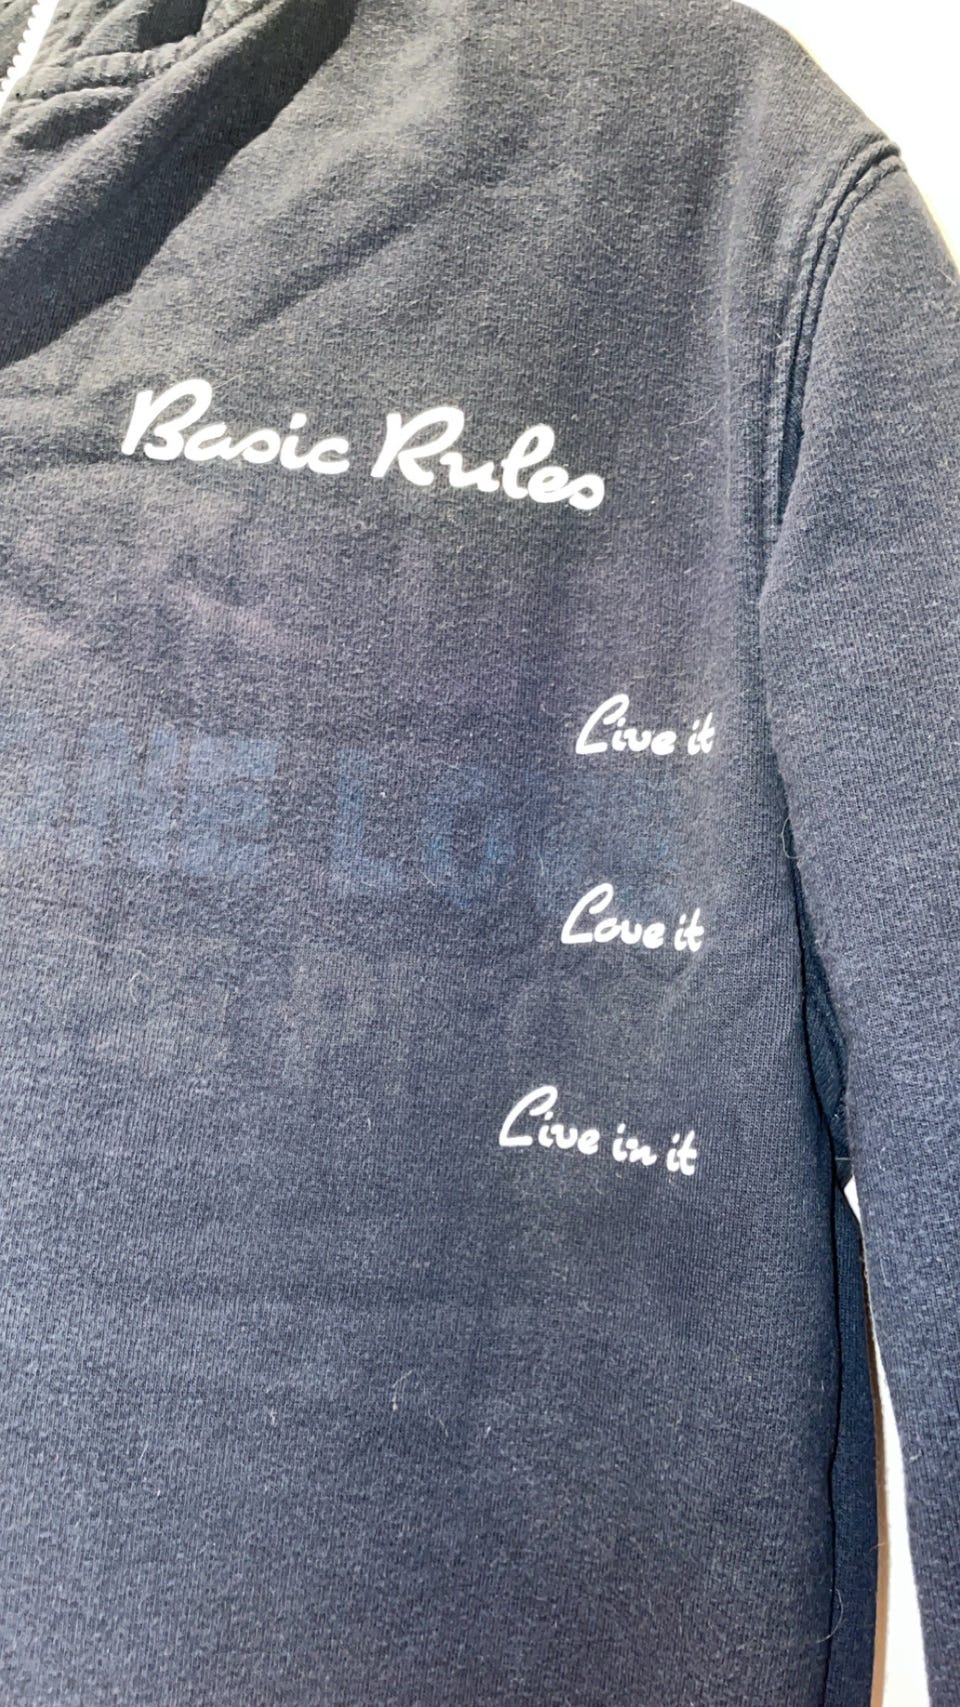 Basic Rules
Live it
Love it
Live in it